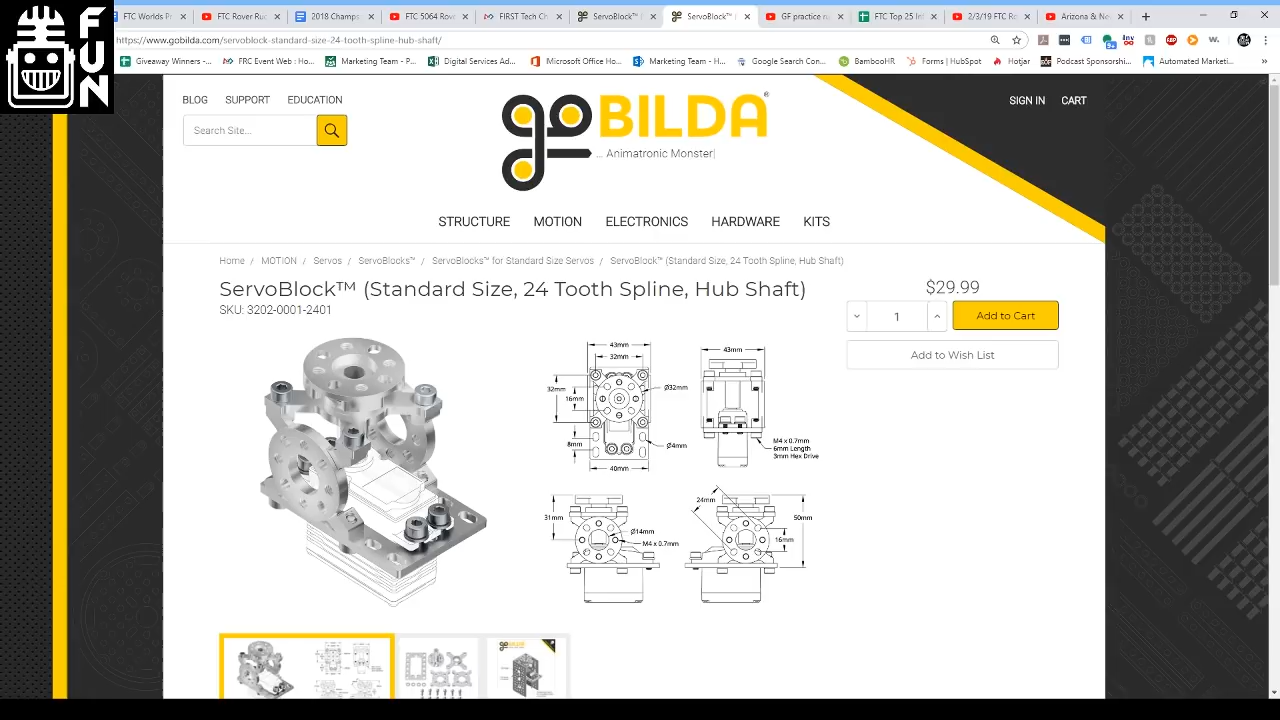 FUN
FTC Worlds P
FTC Rover Ruc
2018 Champs
FTC 5064 Rove
FIRST Tech Ch
ServoBlock™
ServoBlock™
GF practice ru
FTC Top 25 Int
2/3/19 FTC Ro
Arizona & Nev
https://www.gobilda.com/servoblock-standard-size-24-tooth-spline-hub-shaft/
Giveaway Winners -...
FRC Event Web : Ho...
Marketing Team - P...
Digital Services Ad...
Microsoft Office Ho...
Marketing Team - ...
Google Search Con...
BambooHR
Forms | HubSpot
Hotjar
Podcast Sponsorshi...
Automated Marketi...
BLOG SUPPORT EDUCATION
SIGN IN CART
Search Site...
goBILDA®
... Animatronic Monster|
STRUCTURE MOTION ELECTRONICS HARDWARE KITS
Home / MOTION / Servos / ServoBlocks™ / ServoBlocks™ for Standard Size Servos / ServoBlock™ (Standard Size, 24 Tooth Spline, Hub Shaft)
ServoBlock™ (Standard Size, 24 Tooth Spline, Hub Shaft)
SKU: 3202-0001-2401
$29.99
1
Add to Cart
Add to Wish List
43mm
32mm
32mm
16mm
Ø32mm
8mm
Ø4mm
40mm
43mm
M4 x 0.7mm
6mm Length
3mm Hex Drive
31mm
Ø14mm
M4 x 0.7mm
24mm
50mm
16mm
goBILDA